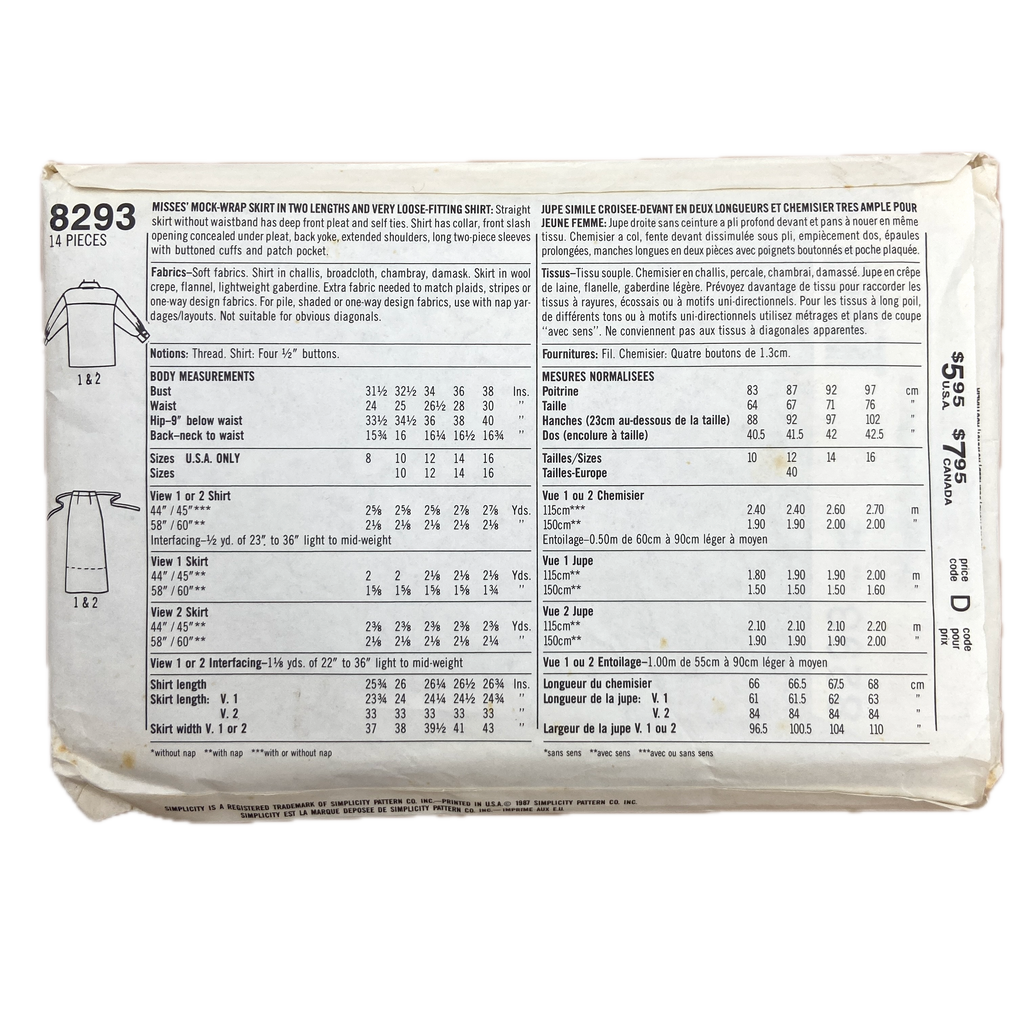 8293
14 PIECES
1 & 2
1 & 2
MISSES' MOCK-WRAP SKIRT IN TWO LENGTHS AND VERY LOOSE-FITTING SHIRT: Straight
skirt without waistband has deep front pleat and self ties. Shirt has collar, front slash
opening concealed under pleat, back yoke, extended shoulders, long two-piece sleeves
with buttoned cuffs and patch pocket.
Fabrics–Soft fabrics. Shirt in challis, broadcloth, chambray, damask. Skirt in wool
crepe, flannel, lightweight gaberdine. Extra fabric needed to match plaids, stripes or
one-way design fabrics. For pile, shaded or one-way design fabrics, use with nap yar-
dages/layouts. Not suitable for obvious diagonals.
Notions: Thread. Shirt: Four ½" buttons.
BODY MEASUREMENTS
Bust 31½ 32½ 34 36 38 Ins.
Waist 24 25 26½ 28 30 "
Hip–9" below waist 33½ 34½ 36 38 40 "
Back–neck to waist 15¾ 16 16¼ 16½ 16¾ "
Sizes U.S.A. ONLY 8 10 12 14 16
Sizes 10 12 14 16
View 1 or 2 Shirt
44" / 45"*** 2⅝ 2⅝ 2⅝ 2⅞ 2⅞ Yds.
58" / 60"** 2⅛ 2⅛ 2⅛ 2⅛ 2⅛ "
Interfacing–½ yd. of 23" to 36" light to mid-weight
View 1 Skirt
44" / 45"** 2 2 2⅛ 2⅛ 2⅛ Yds.
58" / 60"** 1⅝ 1⅝ 1⅝ 1⅝ 1¾ "
View 2 Skirt
44" / 45"** 2⅜ 2⅜ 2⅜ 2⅜ 2⅜ Yds.
58" / 60"** 2⅛ 2⅛ 2⅛ 2⅛ 2¼ "
View 1 or 2 Interfacing–1⅛ yds. of 22" to 36" light to mid-weight
Shirt length 25¾ 26 26¼ 26½ 26¾ Ins.
Skirt length: V. 1 23¾ 24 24¼ 24½ 24¾ "
V. 2 33 33 33 33 33 "
Skirt width V. 1 or 2 37 38 39½ 41 43 "
*without nap **with nap ***with or without nap
JUPE SIMILE CROISEE-DEVANT EN DEUX LONGUEURS ET CHEMISIER TRES AMPLE POUR
JEUNE FEMME: Jupe droite sans ceinture a pli profond devant et pans à nouer en même
tissu. Chemisier a col, fente devant dissimulée sous pli, empièçement dos, épaules
prolongées, manches longues en deux pièces avec poignets boutonnés et poche plaquée.
Tissus–Tissu souple. Chemisier en challis, percale, chambrai, damassé. Jupe en crêpe
de laine, flanelle, gaberdine légère. Prévoyez davantage de tissu pour raccorder les
tissus à rayures, écossais ou à motifs uni-directionnels. Pour les tissus à long poil,
de différents tons ou à motifs uni-directionnels utilisez métrages et plans de coupe
"avec sens". Ne conviennent pas aux tissus à diagonales apparentes.
Fournitures: Fil. Chemisier: Quatre boutons de 1.3cm.
MESURES NORMALISEES
Poitrine 83 87 92 97 cm
Taille 64 67 71 76 "
Hanches (23cm au-dessous de la taille) 88 92 97 102 "
Dos (encolure à taille) 40.5 41.5 42 42.5 "
Tailles/Sizes 10 12 14 16
Tailles-Europe 40
Vue 1 ou 2 Chemisier
115cm*** 2.40 2.40 2.60 2.70 m
150cm** 1.90 1.90 2.00 2.00 "
Entoilage–0.50m de 60cm à 90cm léger à moyen
Vue 1 Jupe
115cm** 1.80 1.90 1.90 2.00 m
150cm** 1.50 1.50 1.50 1.60 "
Vue 2 Jupe
115cm** 2.10 2.10 2.10 2.20 m
150cm** 1.90 1.90 1.90 2.00 "
Vue 1 ou 2 Entoilage–1.00m de 55cm à 90cm léger à moyen
Longueur du chemisier 66 66.5 67.5 68 cm
Longueur de la jupe: V. 1 61 61.5 62 63 "
V. 2 84 84 84 84 "
Largeur de la jupe V. 1 ou 2 96.5 100.5 104 110 "
*sans sens **avec sens ***avec ou sans sens
$5.95 U.S.A. $7.95 CANADA
price code D code pour prix
SIMPLICITY IS A REGISTERED TRADEMARK OF SIMPLICITY PATTERN CO. INC.—PRINTED IN U.S.A. © 1987 SIMPLICITY PATTERN CO. INC.
SIMPLICITY EST LA MARQUE DEPOSEE DE SIMPLICITY PATTERN CO. INC.—IMPRIME AUX E.U.